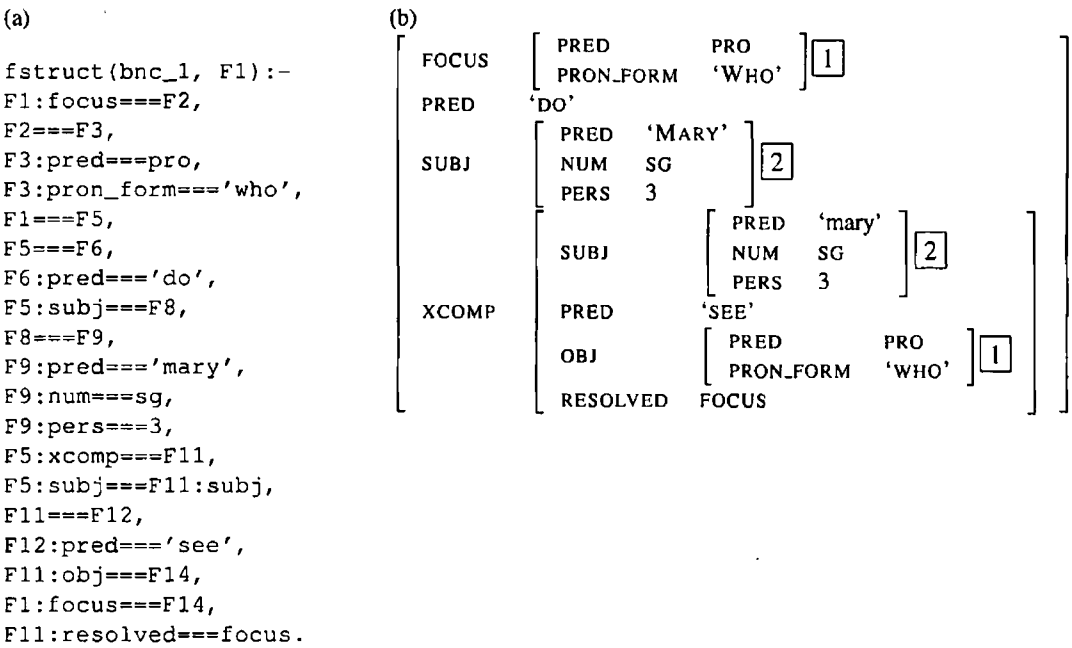 (a)
fstruct(bnc_1, F1):-
F1:focus===F2,
F2===F3,
F3:pred===pro,
F3:pron_form==='who',
F1===F5,
F5===F6,
F6:pred==='do',
F5:subj===F8,
F8===F9,
F9:pred==='mary',
F9:num===sg,
F9:pers===3,
F5:xcomp===F11,
F5:subj===F11:subj,
F11===F12,
F12:pred==='see',
F11:obj===F14,
F1:focus===F14,
F11:resolved===focus.
(b)
PRED PRO
FOCUS 1
PRON_FORM 'WHO'
PRED 'DO'
PRED 'MARY'
SUBJ NUM SG 2
PERS 3
PRED 'mary'
SUBJ NUM SG 2
PERS 3
XCOMP PRED 'SEE'
PRED PRO
OBJ 1
PRON_FORM 'WHO'
RESOLVED FOCUS